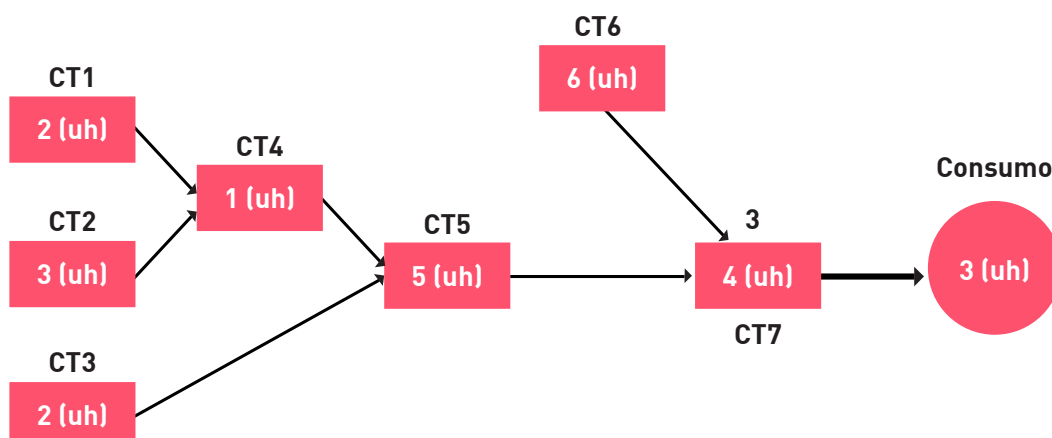 CT1
2 (uh)
CT2
3 (uh)
CT3
2 (uh)
CT4
1 (uh)
CT5
5 (uh)
CT6
6 (uh)
3
4 (uh)
CT7
Consumo
3 (uh)